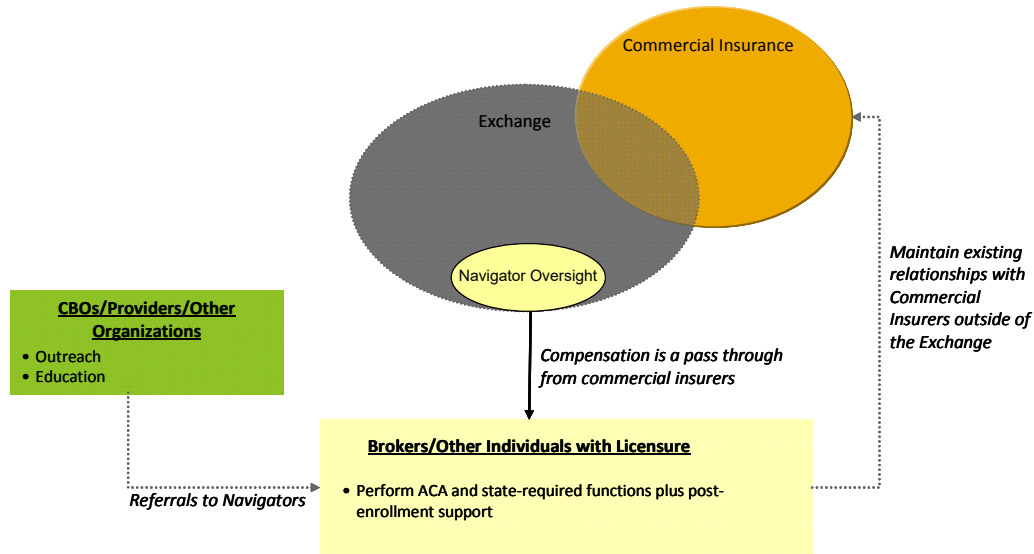 Commercial Insurance
Exchange
Navigator Oversight
Maintain existing
relationships with
Commercial
Insurers outside of
the Exchange
CBOs/Providers/Other
Organizations
• Outreach
• Education
Compensation is a pass through
from commercial insurers
Brokers/Other Individuals with Licensure
• Perform ACA and state-required functions plus post-
enrollment support
Referrals to Navigators